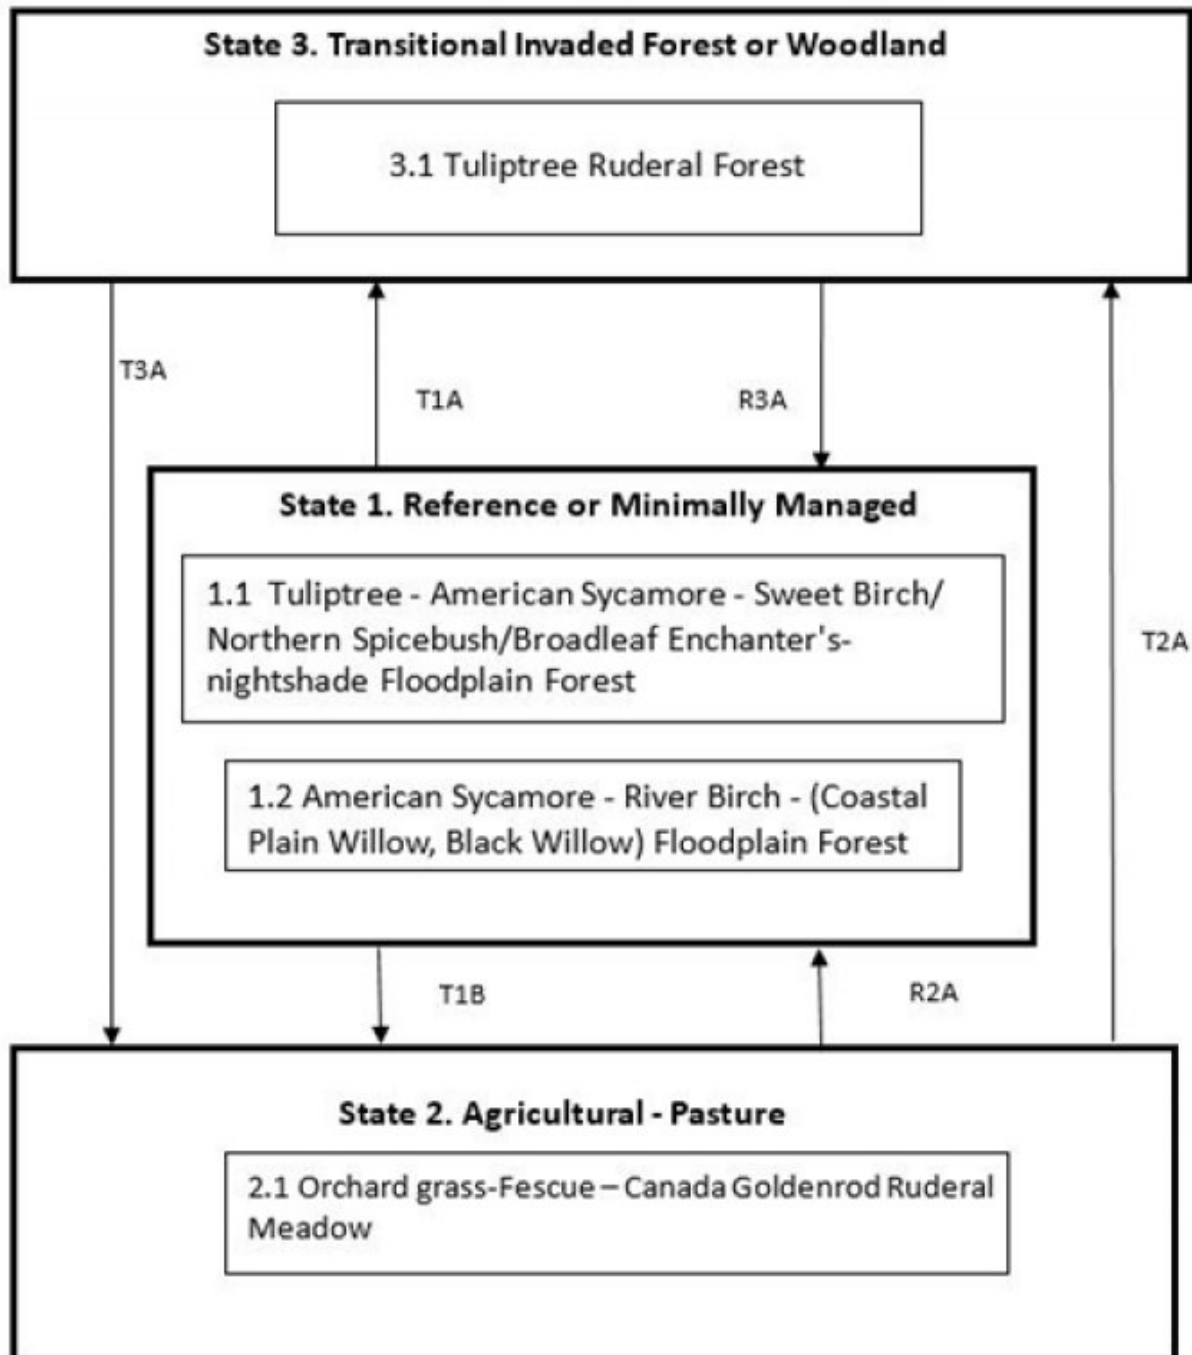 State 3. Transitional Invaded Forest or Woodland
3.1 Tuliptree Ruderal Forest
T3A
T1A
R3A
State 1. Reference or Minimally Managed
1.1 Tuliptree - American Sycamore - Sweet Birch/
Northern Spicebush/Broadleaf Enchanter's-
nightshade Floodplain Forest
T2A
1.2 American Sycamore - River Birch - (Coastal
Plain Willow, Black Willow) Floodplain Forest
T1B
R2A
State 2. Agricultural - Pasture
2.1 Orchard grass-Fescue – Canada Goldenrod Ruderal
Meadow